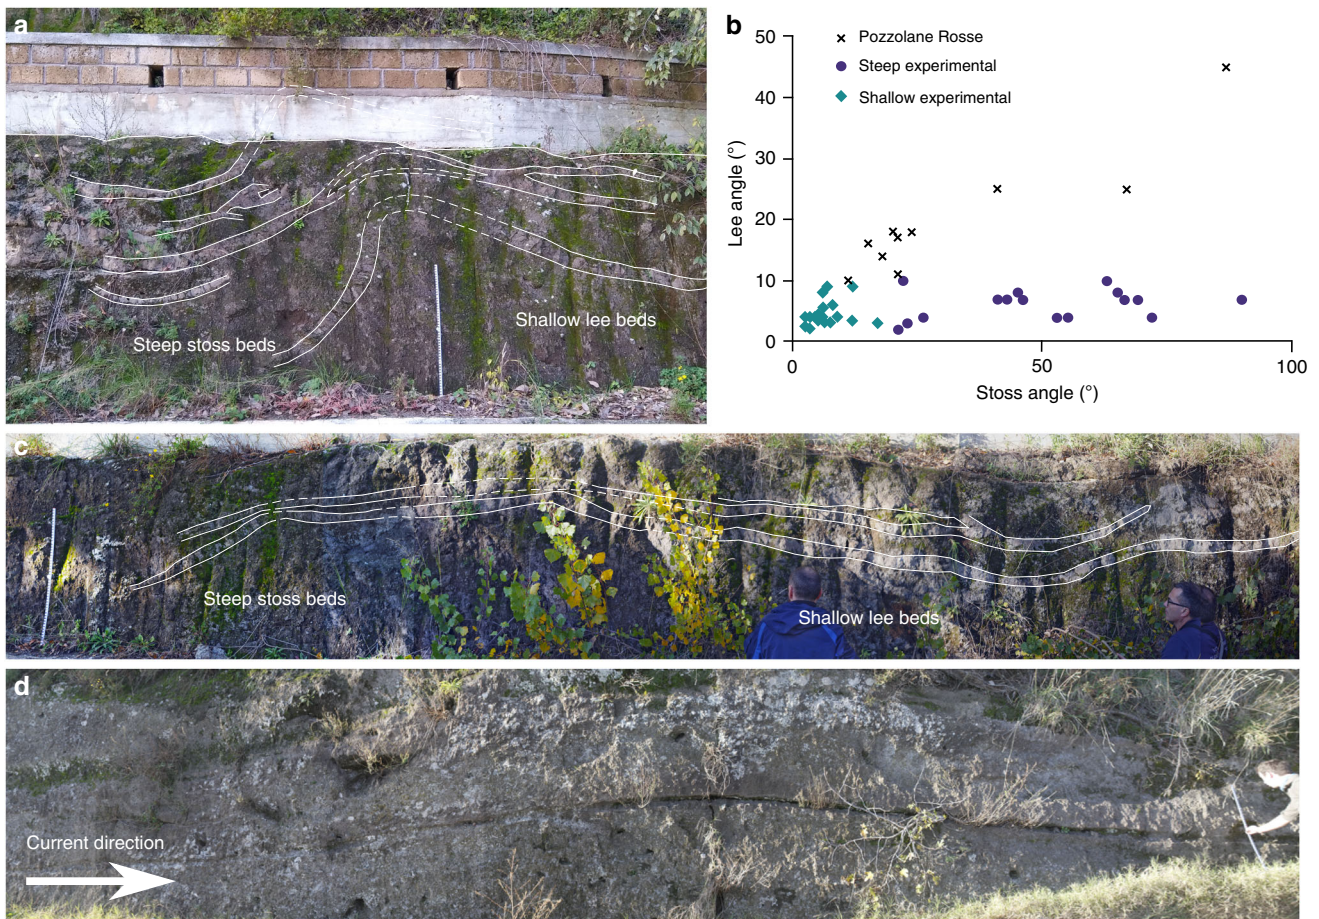 a
Steep stoss beds
Shallow lee beds
b
Pozzolane Rosse
Steep experimental
Shallow experimental
50
40
30
20
10
0
Lee angle (°)
0
50
100
Stoss angle (°)
c
Steep stoss beds
Shallow lee beds
d
Current direction